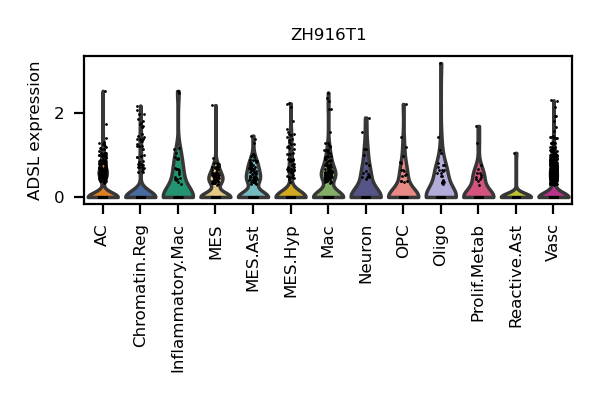 ZH916T1
ADSL expression
2
0
AC
Chromatin.Reg
Inflammatory.Mac
MES
MES.Ast
MES.Hyp
Mac
Neuron
OPC
Oligo
Prolif.Metab
Reactive.Ast
Vasc